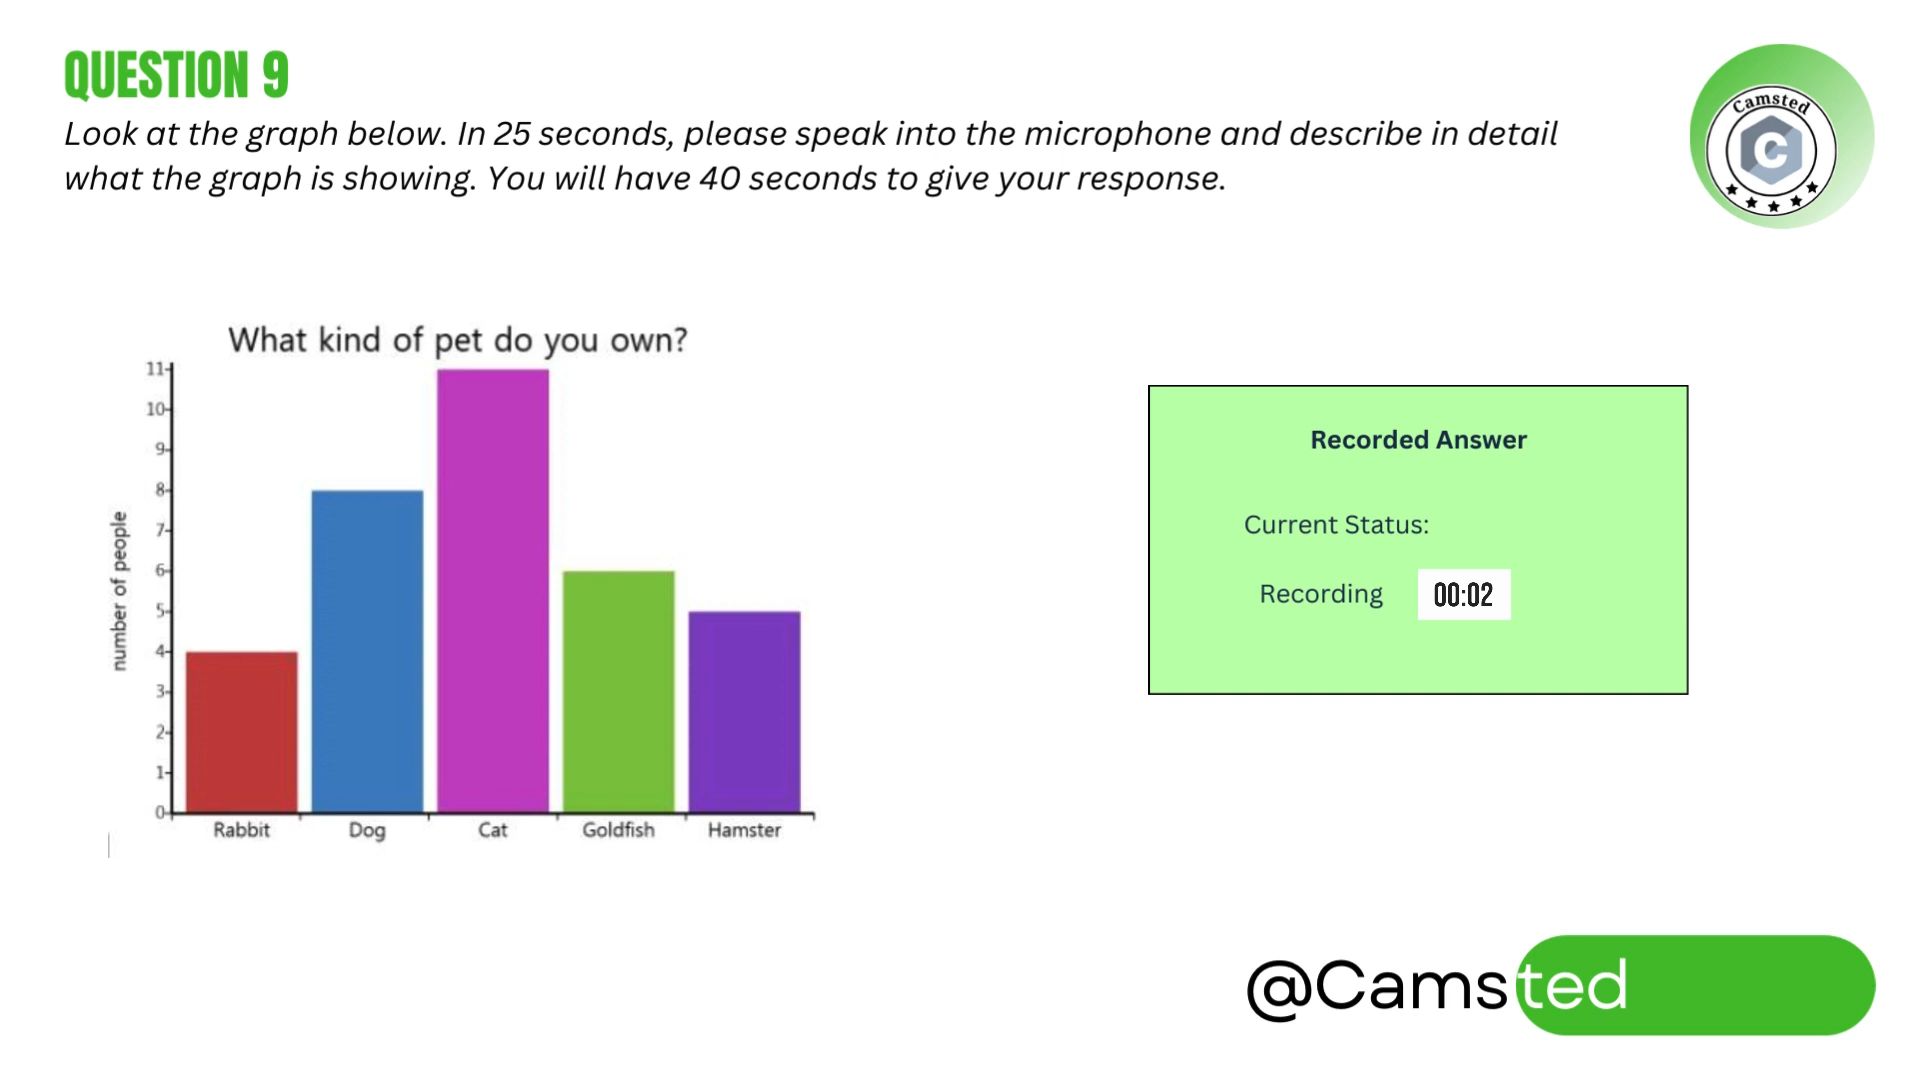 QUESTION 9
Look at the graph below. In 25 seconds, please speak into the microphone and describe in detail
what the graph is showing. You will have 40 seconds to give your response.
Camsted
C
What kind of pet do you own?
number of people
11
10
9
8
7
6
5
4
3
2
1
0
Rabbit Dog Cat Goldfish Hamster
Recorded Answer
Current Status:
Recording 00:02
@Camsted